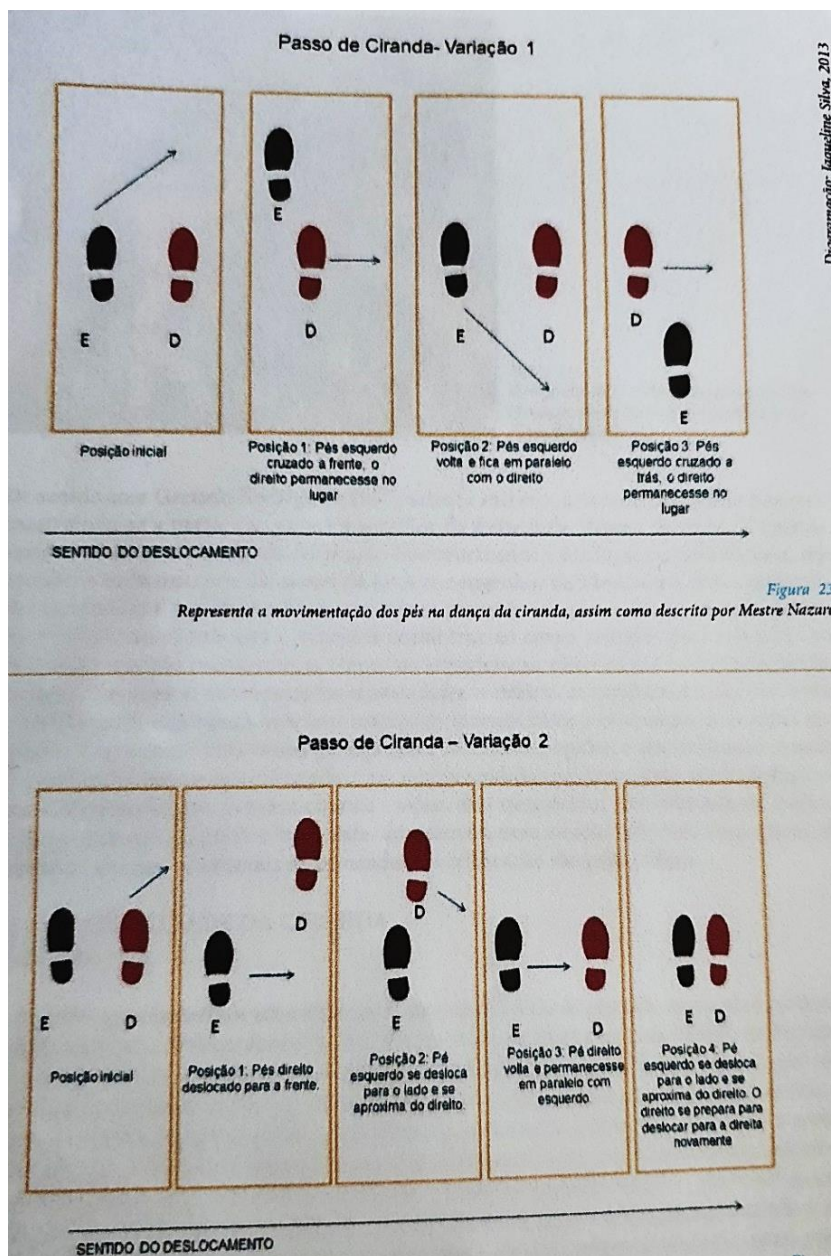 Passo de Ciranda- Variação 1
Diagramação: Jaqueline Silva, 2013
E
D
E
D
E
D
D
E
Posição inicial
Posição 1: Pés esquerdo
cruzado a frente, o
direito permanecesse no
lugar
Posição 2: Pés esquerdo
volta e fica em paralelo
com o direito
Posição 3: Pés
esquerdo cruzado a
trás, o direito
permanecesse no
lugar
SENTIDO DO DESLOCAMENTO
Figura 23
Representa a movimentação dos pés na dança da ciranda, assim como descrito por Mestre Nazaré
Passo de Ciranda – Variação 2
E
D
D
E
D
E
E
D
E D
Posição inicial
Posição 1: Pés direito
deslocado para a frente.
Posição 2: Pé
esquerdo se desloca
para o lado e se
aproxima do direito.
Posição 3: Pé direito
volta e permanecesse
em paralelo com
esquerdo.
Posição 4: Pé
esquerdo se desloca
para o lado e se
aproxima do direito. O
direito se prepara para
deslocar para a direita
novamente
SENTIDO DO DESLOCAMENTO